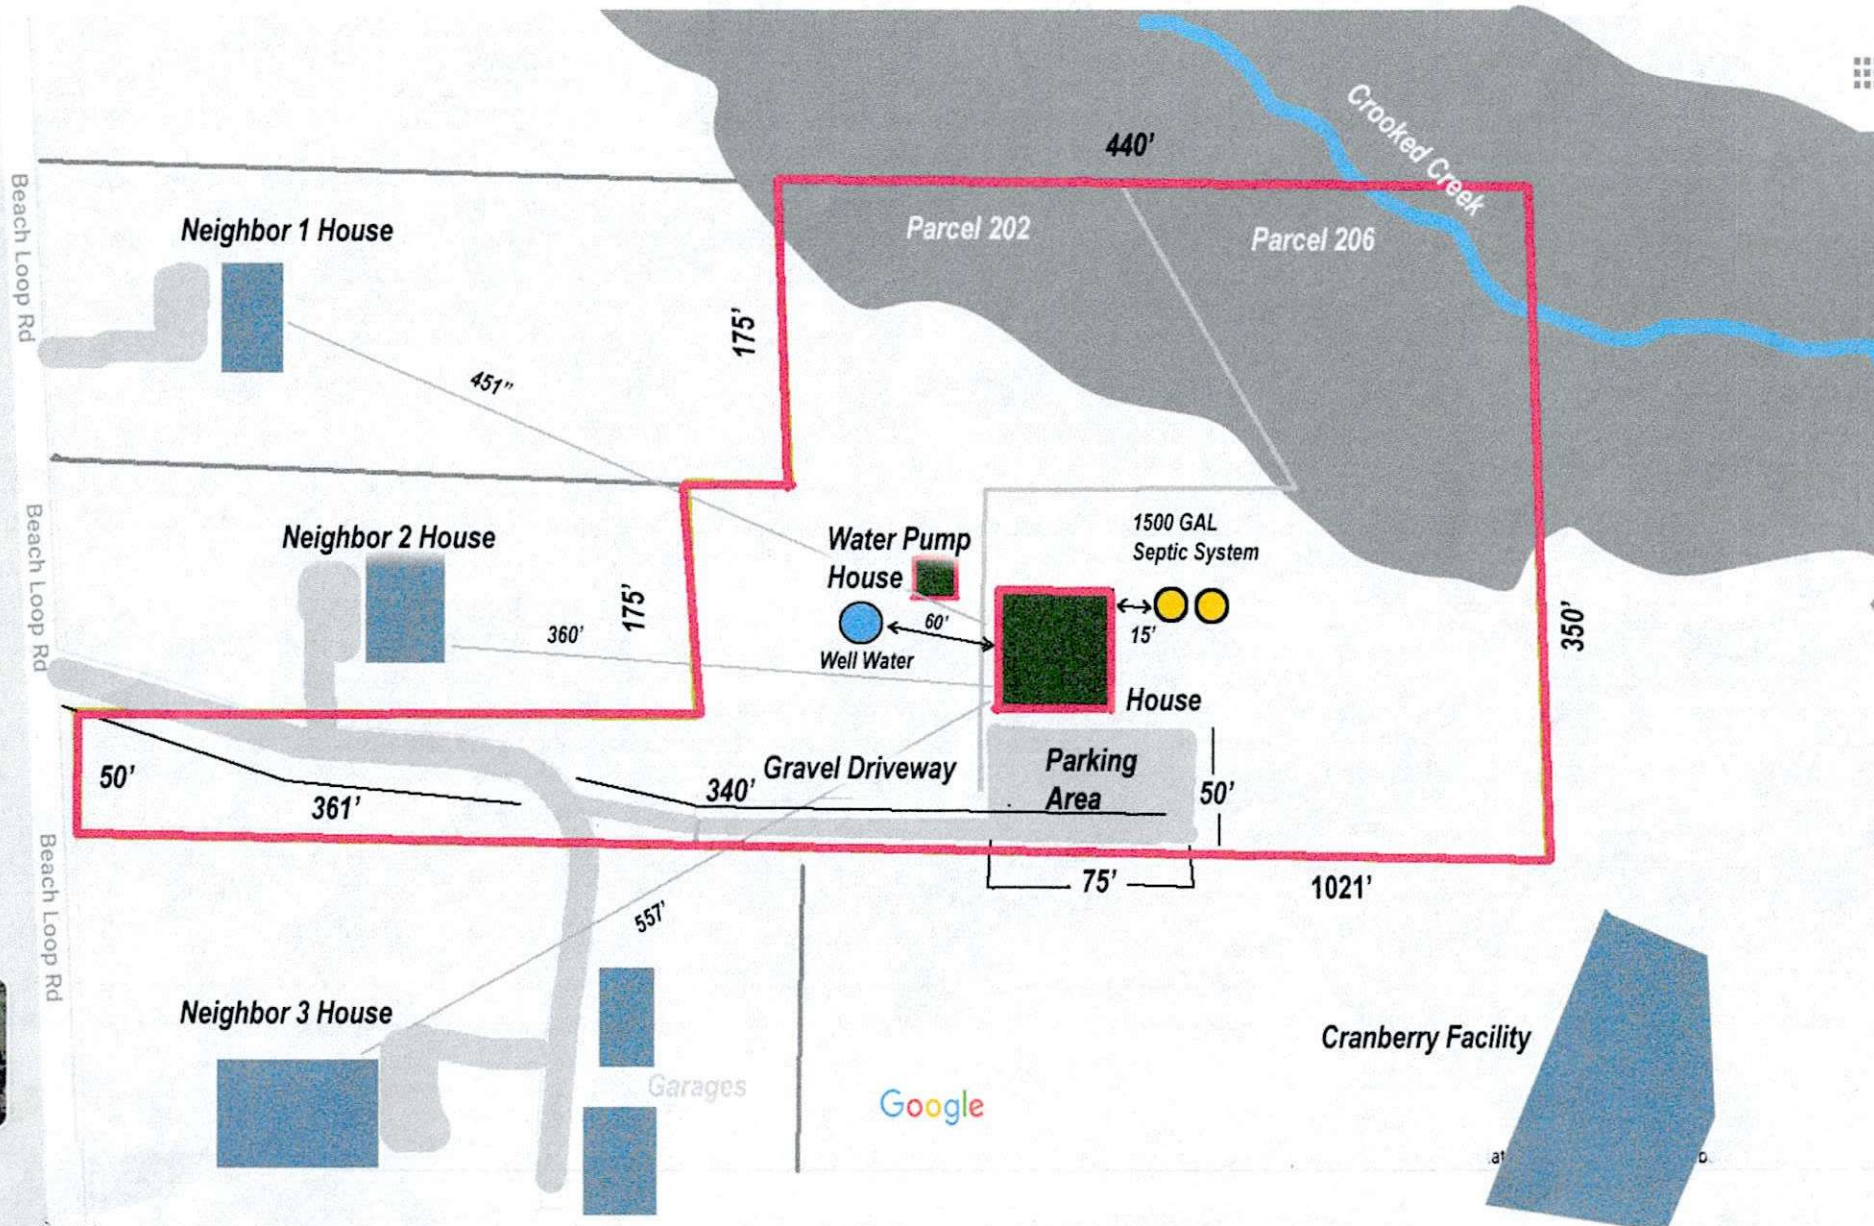 440'
Crooked Creek
Beach Loop Rd
Neighbor 1 House
Parcel 202
Parcel 206
175'
451"
Beach Loop Rd
Neighbor 2 House
Water Pump
House
1500 GAL
Septic System
175'
360'
60'
15'
350'
Well Water
House
50'
361'
340'
Gravel Driveway
Parking
Area
50'
75'
1021'
Beach Loop Rd
557'
Neighbor 3 House
Garages
Google
Cranberry Facility